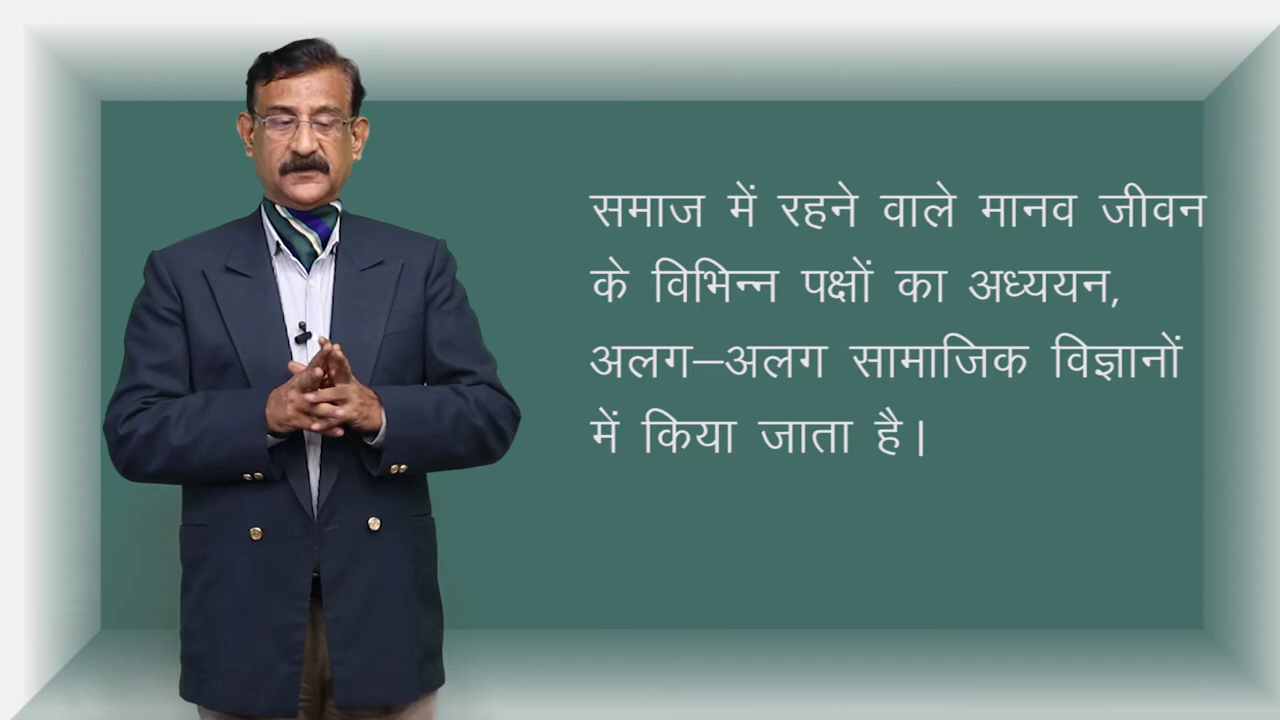 समाज में रहने वाले मानव जीवन
के विभिन्न पक्षों का अध्ययन,
अलग–अलग सामाजिक विज्ञानों
में किया जाता है।